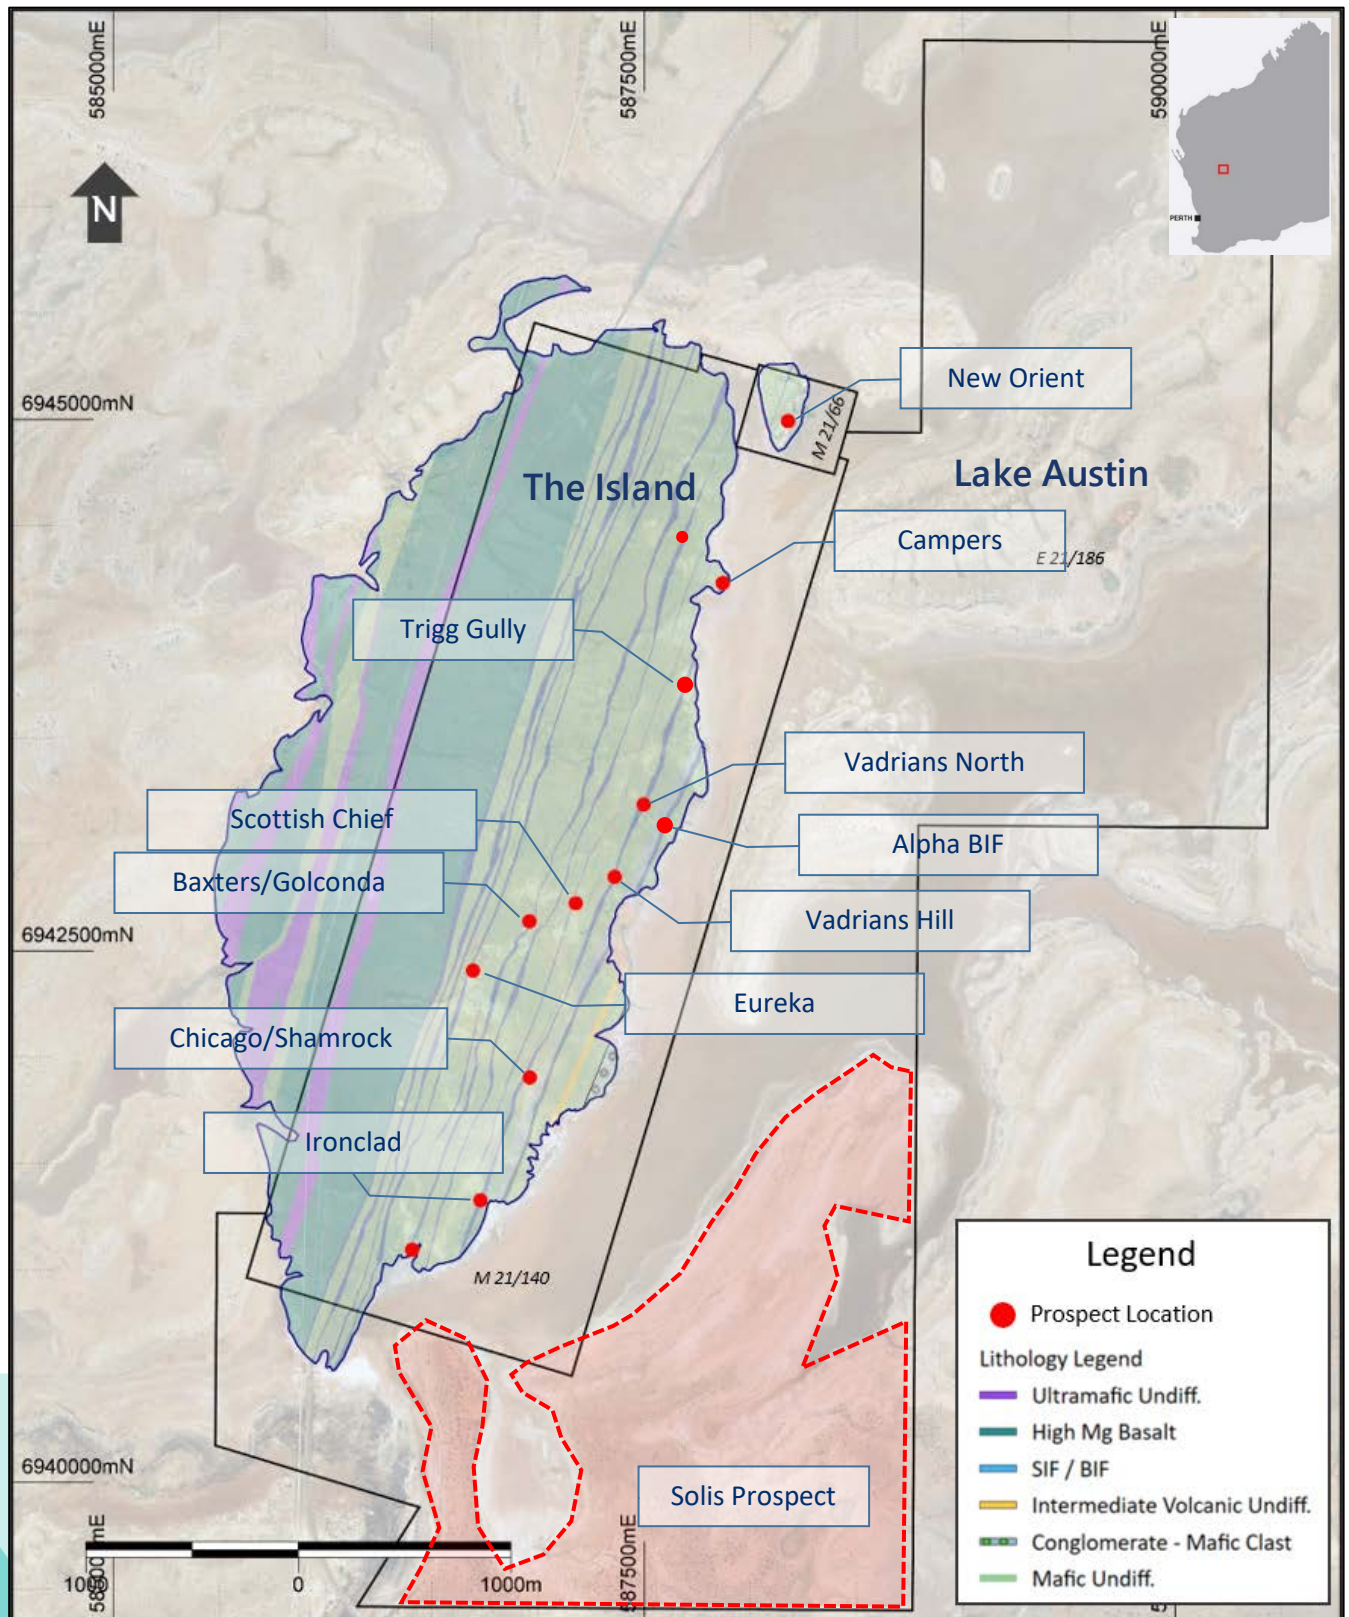 585000mE
587500mE
590000mE
N
PERTH
New Orient
6945000mN
M 21/66
The Island
Lake Austin
Campers
E 21/186
Trigg Gully
Vadrians North
Scottish Chief
Alpha BIF
Baxters/Golconda
Vadrians Hill
6942500mN
Eureka
Chicago/Shamrock
Ironclad
M 21/140
Legend
Prospect Location
Lithology Legend
Ultramafic Undiff.
High Mg Basalt
SIF / BIF
Intermediate Volcanic Undiff.
Conglomerate - Mafic Clast
Mafic Undiff.
6940000mN
Solis Prospect
0
1000m
587500mE